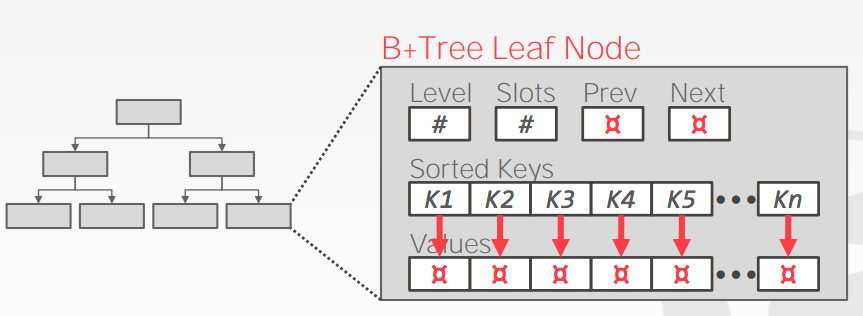 B+Tree Leaf Node
Level Slots Prev Next
# # ¤ ¤
Sorted Keys
K1 K2 K3 K4 K5 ••• Kn
Values
¤ ¤ ¤ ¤ ¤ ••• ¤